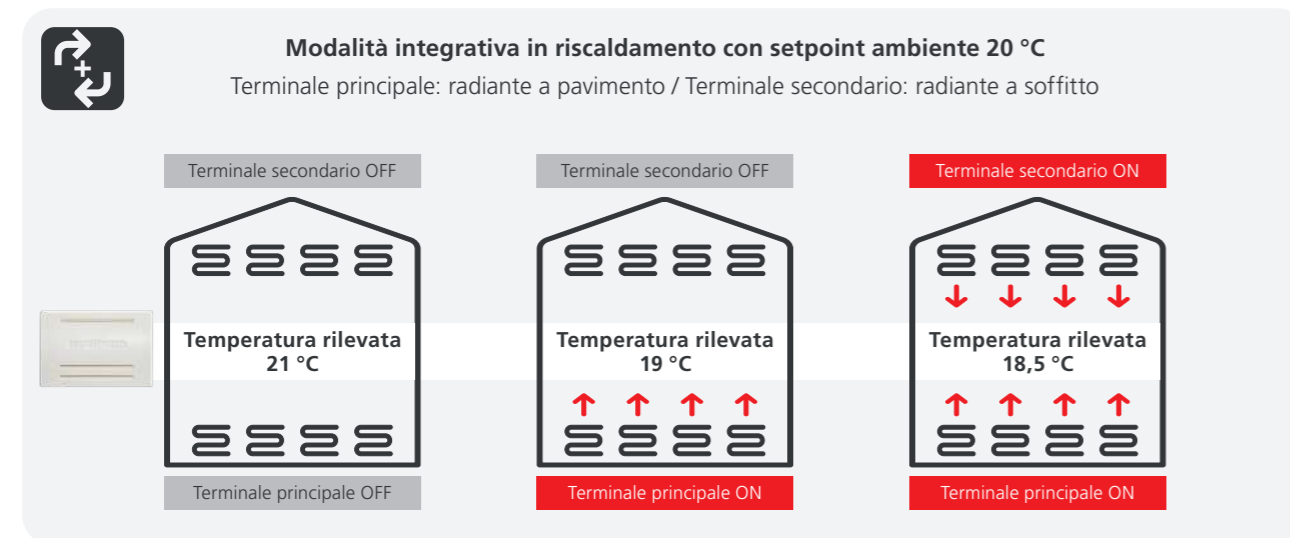 Modalità integrativa in riscaldamento con setpoint ambiente 20 °C
Terminale principale: radiante a pavimento / Terminale secondario: radiante a soffitto
Terminale secondario OFF
Terminale secondario OFF
Terminale secondario ON
Temperatura rilevata
21 °C
Temperatura rilevata
19 °C
Temperatura rilevata
18,5 °C
Terminale principale OFF
Terminale principale ON
Terminale principale ON